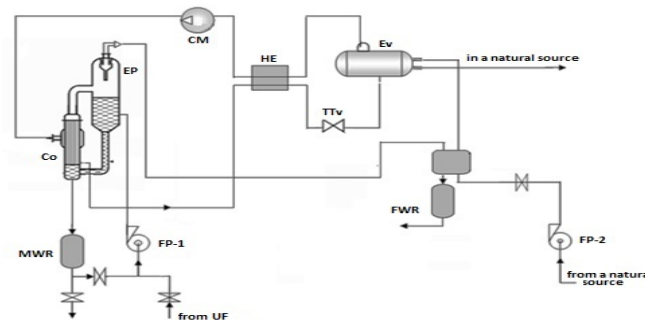 CM
HE
Ev
in a natural source
EP
TTv
Co
FWR
MWR
FP-1
FP-2
from a natural
source
from UF